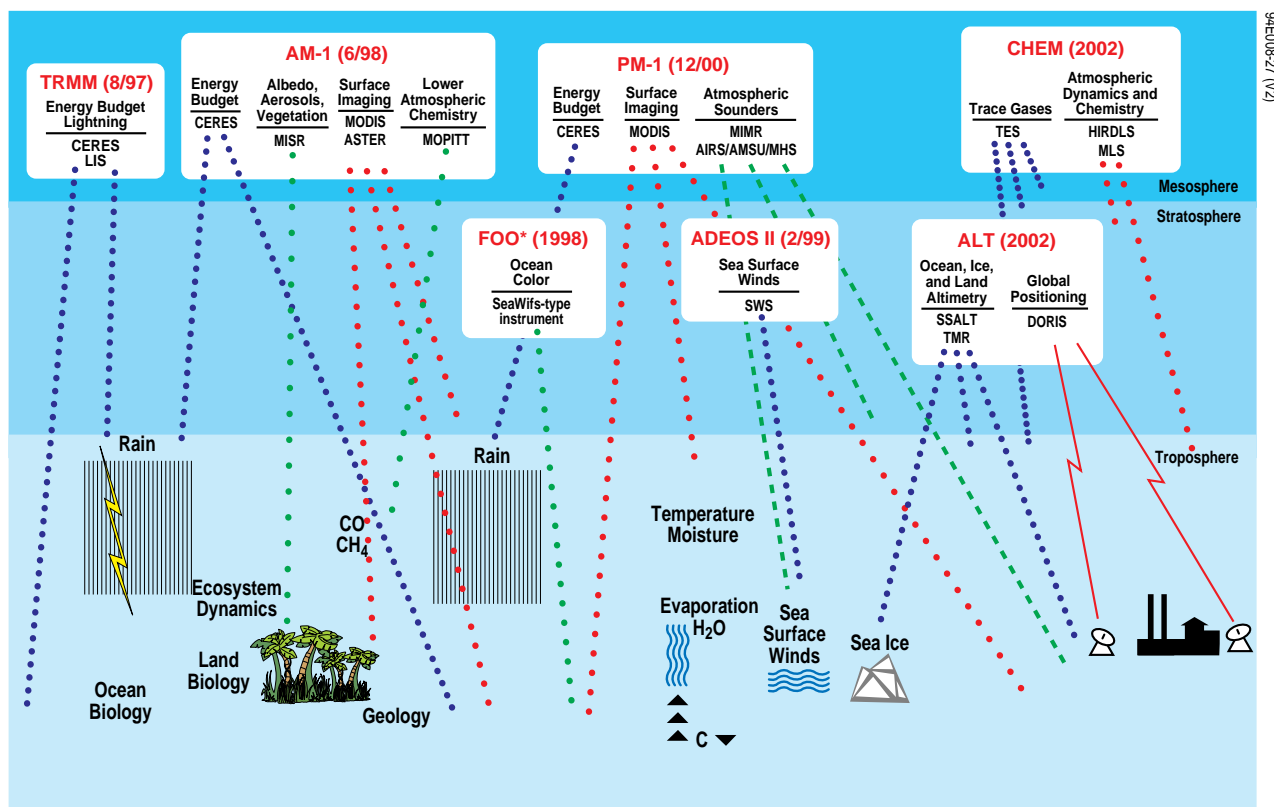 94E008-27 (V2)
TRMM (8/97)
Energy Budget
Lightning
CERES
LIS
AM-1 (6/98)
Energy
Budget
CERES
Albedo,
Aerosols,
Vegetation
MISR
Surface
Imaging
MODIS
ASTER
Lower
Atmospheric
Chemistry
MOPITT
PM-1 (12/00)
Energy
Budget
CERES
Surface
Imaging
MODIS
Atmospheric
Sounders
MIMR
AIRS/AMSU/MHS
CHEM (2002)
Trace Gases
TES
Atmospheric
Dynamics and
Chemistry
HIRDLS
MLS
Mesosphere
Stratosphere
FOO* (1998)
Ocean
Color
SeaWifs-type
instrument
ADEOS II (2/99)
Sea Surface
Winds
SWS
ALT (2002)
Ocean, Ice,
and Land
Altimetry
SSALT
TMR
Global
Positioning
DORIS
Troposphere
Rain
Rain
CO
CH4
Temperature
Moisture
Ecosystem
Dynamics
Land
Biology
Ocean
Biology
Geology
Evaporation
H2O
C
Sea
Surface
Winds
Sea Ice